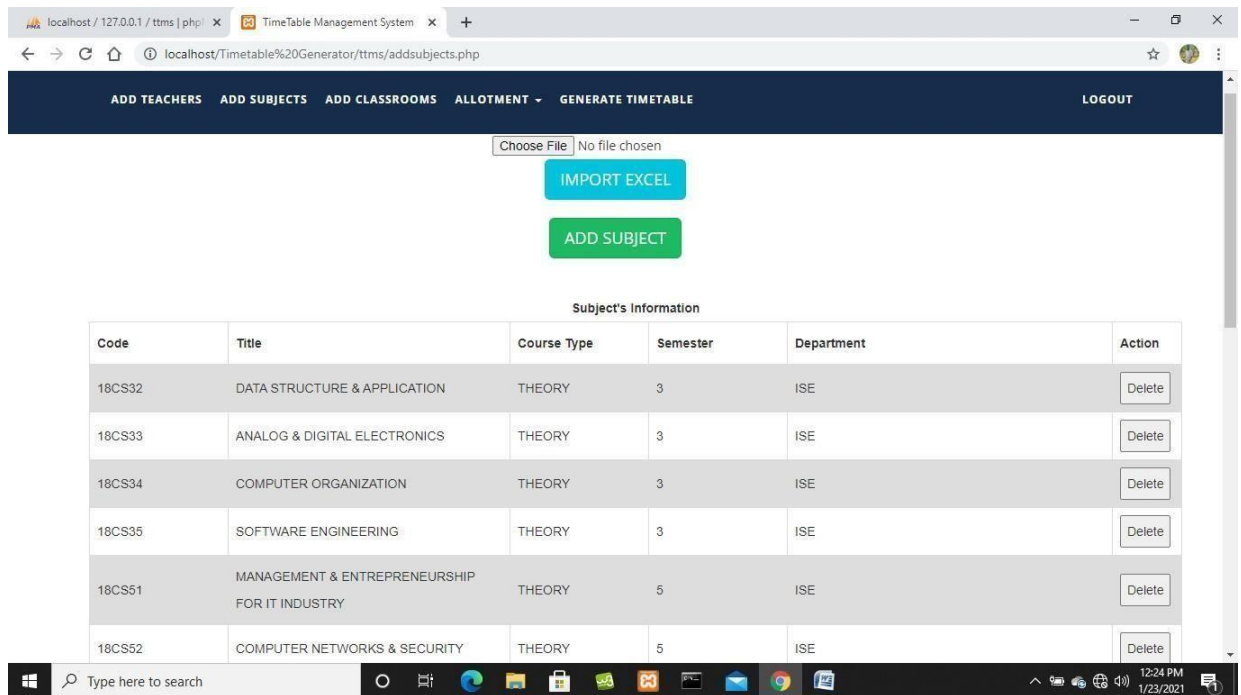 localhost / 127.0.0.1 / ttms | php
TimeTable Management System
localhost/Timetable%20Generator/ttms/addsubjects.php
ADD TEACHERS ADD SUBJECTS ADD CLASSROOMS ALLOTMENT GENERATE TIMETABLE LOGOUT
Choose File No file chosen
IMPORT EXCEL
ADD SUBJECT
Subject's Information
Code Title Course Type Semester Department Action
18CS32 DATA STRUCTURE & APPLICATION THEORY 3 ISE Delete
18CS33 ANALOG & DIGITAL ELECTRONICS THEORY 3 ISE Delete
18CS34 COMPUTER ORGANIZATION THEORY 3 ISE Delete
18CS35 SOFTWARE ENGINEERING THEORY 3 ISE Delete
MANAGEMENT & ENTREPRENEURSHIP
18CS51 THEORY 5 ISE Delete
FOR IT INDUSTRY
18CS52 COMPUTER NETWORKS & SECURITY THEORY 5 ISE Delete
Type here to search
12:24 PM
1/23/2021